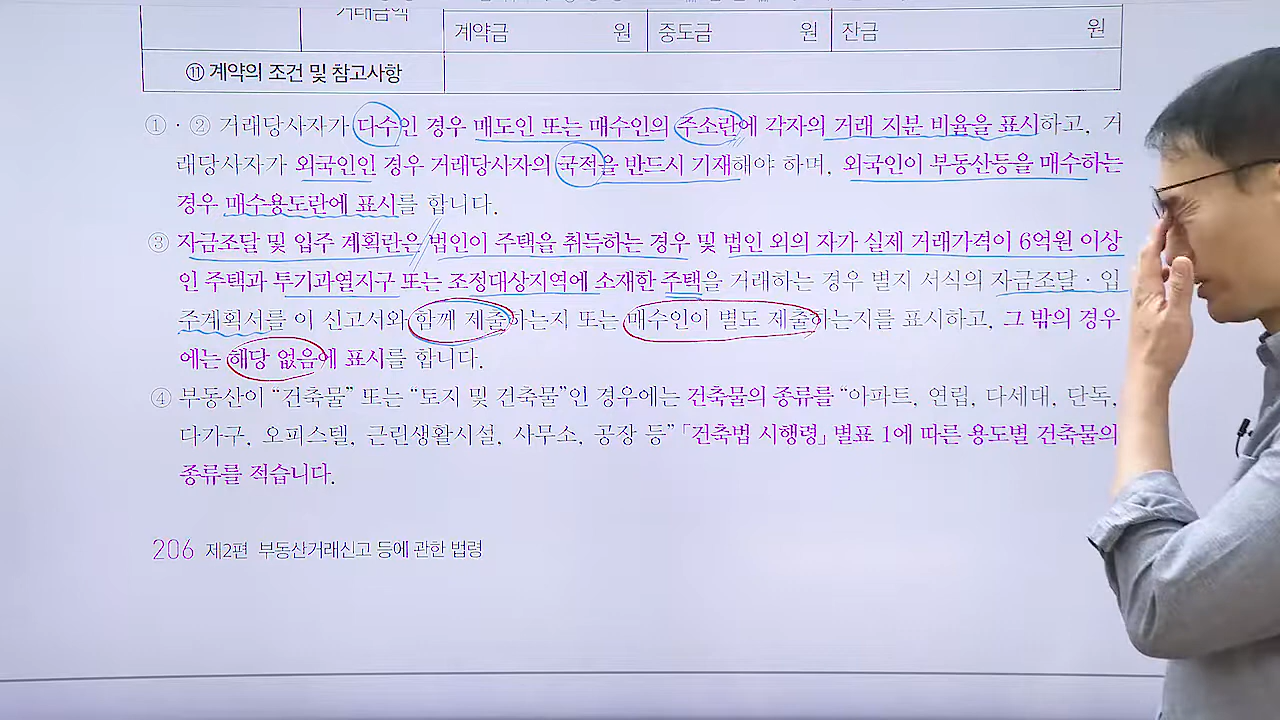 거래금액
계약금 원 중도금 원 잔금 원
⑪ 계약의 조건 및 참고사항
①·② 거래당사자가 다수인 경우 매도인 또는 매수인의 주소란에 각자의 거래 지분 비율을 표시하고, 거
래당사자가 외국인인 경우 거래당사자의 국적을 반드시 기재해야 하며, 외국인이 부동산등을 매수하는
경우 매수용도란에 표시를 합니다.
③ 자금조달 및 입주 계획란은 법인이 주택을 취득하는 경우 및 법인 외의 자가 실제 거래가격이 6억원 이상
인 주택과 투기과열지구 또는 조정대상지역에 소재한 주택을 거래하는 경우 별지 서식의 자금조달·입
주계획서를 이 신고서와 함께 제출하는지 또는 매수인이 별도 제출하는지를 표시하고, 그 밖의 경우
에는 해당 없음에 표시를 합니다.
④ 부동산이 “건축물” 또는 “토지 및 건축물”인 경우에는 건축물의 종류를 “아파트, 연립, 다세대, 단독,
다가구, 오피스텔, 근린생활시설, 사무소, 공장 등” 「건축법 시행령」 별표 1에 따른 용도별 건축물의
종류를 적습니다.
206 제2편 부동산거래신고 등에 관한 법령